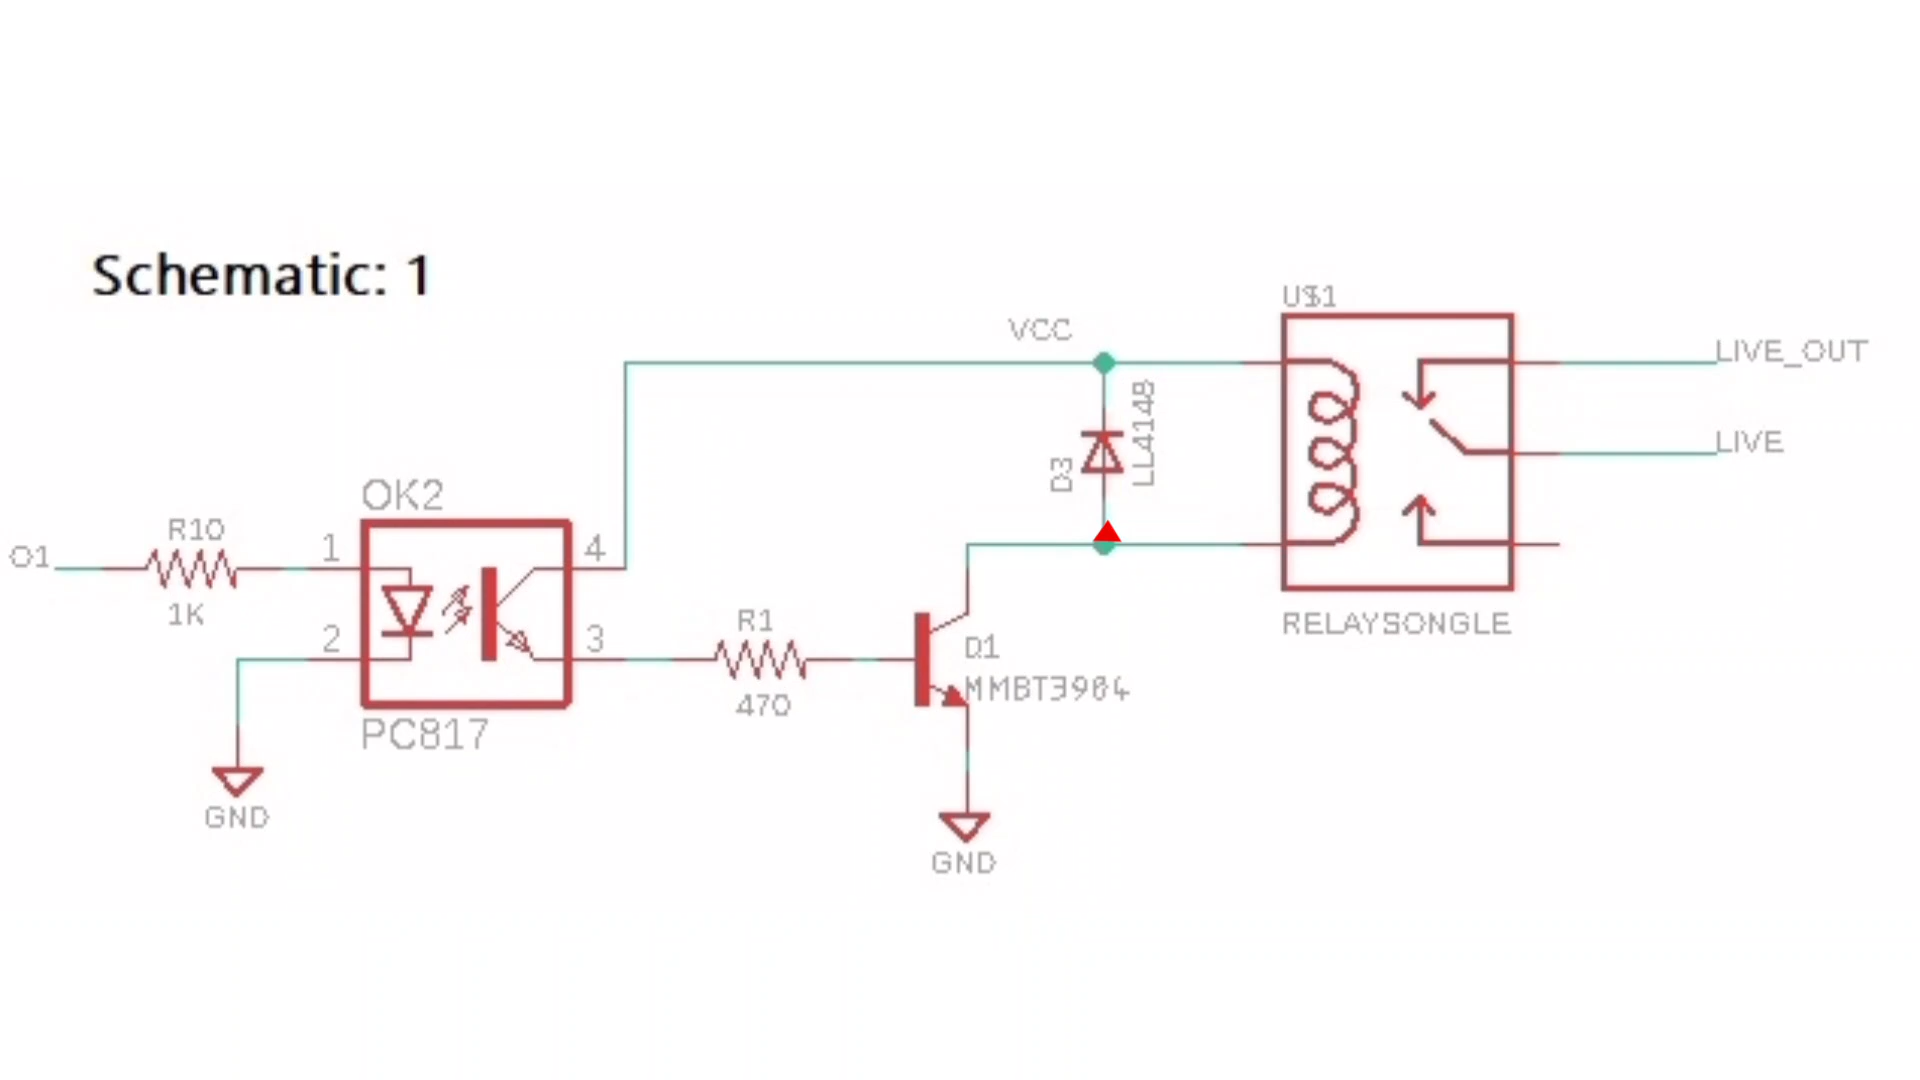 Schematic: 1
U$1
VCC
LIVE_OUT
LL4148
LIVE
D3
OK2
R10
O1
1
4
1K
2
3
R1
470
D1
MMBT3904
RELAYSONGLE
PC817
GND
GND